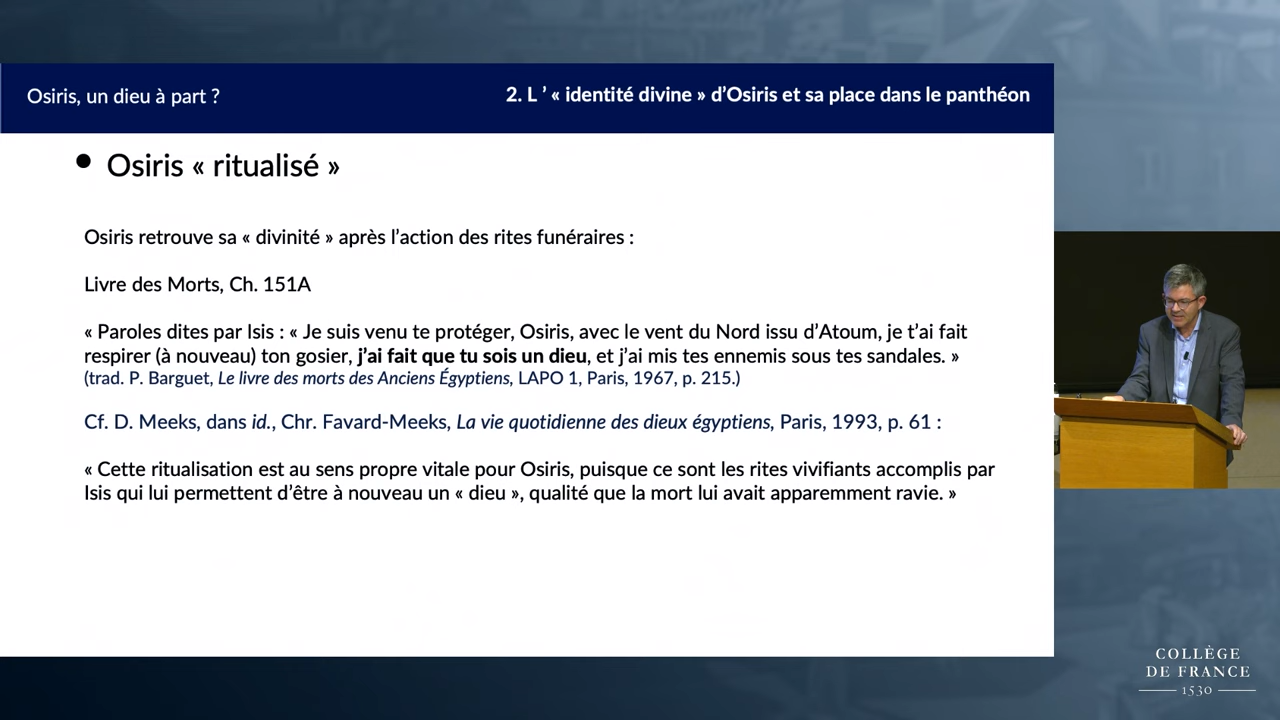 Osiris, un dieu à part ?
2. L ’ « identité divine » d’Osiris et sa place dans le panthéon
• Osiris « ritualisé »
Osiris retrouve sa « divinité » après l’action des rites funéraires :
Livre des Morts, Ch. 151A
« Paroles dites par Isis : « Je suis venu te protéger, Osiris, avec le vent du Nord issu d’Atoum, je t’ai fait
respirer (à nouveau) ton gosier, j’ai fait que tu sois un dieu, et j’ai mis tes ennemis sous tes sandales. »
(trad. P. Barguet, Le livre des morts des Anciens Égyptiens, LAPO 1, Paris, 1967, p. 215.)
Cf. D. Meeks, dans id., Chr. Favard-Meeks, La vie quotidienne des dieux égyptiens, Paris, 1993, p. 61 :
« Cette ritualisation est au sens propre vitale pour Osiris, puisque ce sont les rites vivifiants accomplis par
Isis qui lui permettent d’être à nouveau un « dieu », qualité que la mort lui avait apparemment ravie. »
COLLÈGE
DE FRANCE
1530